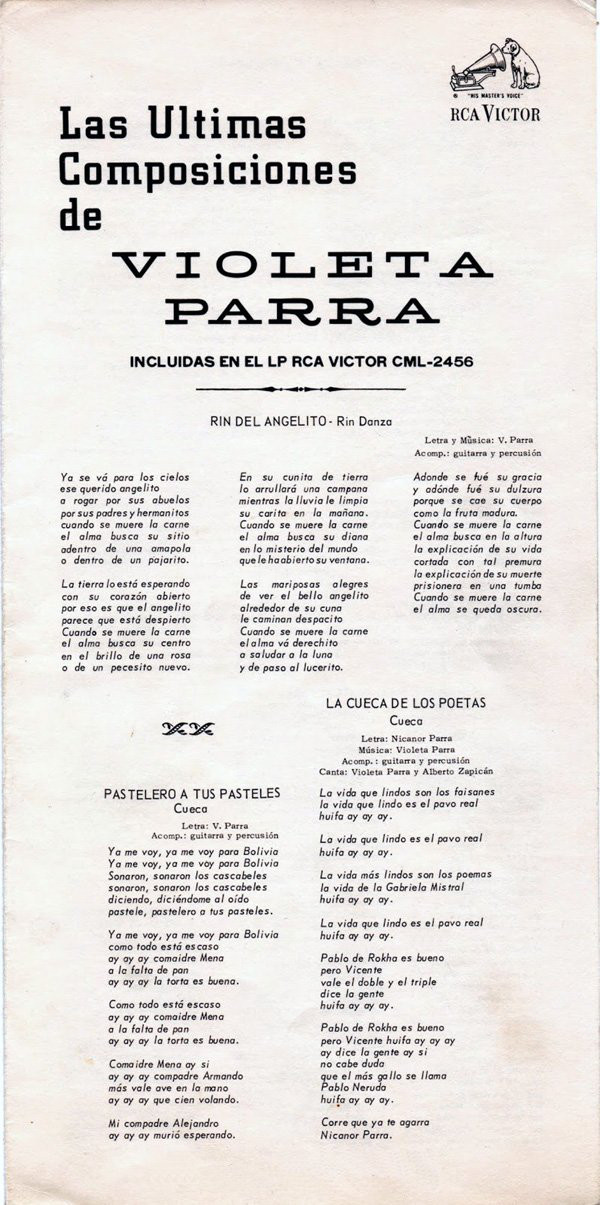 "HIS MASTER'S VOICE"
RCA VICTOR
Las Ultimas
Composiciones
de
VIOLETA
PARRA
INCLUIDAS EN EL LP RCA VICTOR CML-2456
RIN DEL ANGELITO - Rin Danza
Letra y Mùsica: V. Parra
Acomp.: guitarra y percusión
Ya se vá para los cielos
ese querido angelito
a rogar por sus abuelos
por sus padres y hermanitos
cuando se muere la carne
el alma busca su sitio
adentro de una amapola
o dentro de un pajarito.
La tierra lo está esperando
con su corazón abierto
por eso es que el angelito
parece que está despierto
Cuando se muere la carne
el alma busca su centro
en el brillo de una rosa
o de un pecesito nuevo.
En su cunita de tierra
lo arrullará una campana
mientras la lluvia le limpia
su carita en la mañana.
Cuando se muere la carne
el alma busca su diana
en lo misterio del mundo
que le ha abierto su ventana.
Las mariposas alegres
de ver el bello angelito
alrededor de su cuna
le caminan despacito
Cuando se muere la carne
el alma vá derechito
a saludar a la luna
y de paso al lucerito.
Adonde se fué su gracia
y adónde fué su dulzura
porque se cae su cuerpo
como la fruta madura.
Cuando se muere la carne
el alma busca en la altura
la explicación de su vida
cortada con tal premura
la explicación de su muerte
prisionera en una tumba
Cuando se muere la carne
el alma se queda oscura.
PASTELERO A TUS PASTELES
Cueca
Letra: V. Parra
Acomp.: guitarra y percusión
Ya me voy, ya me voy para Bolivia
Ya me voy, ya me voy para Bolivia
Sonaron, sonaron los cascabeles
sonaron, sonaron los cascabeles
diciendo, diciéndome al oído
pastele, pastelero a tus pasteles.
Ya me voy, ya me voy para Bolivia
como todo está escaso
ay ay ay comaidre Mena
a la falta de pan
ay ay ay la torta es buena.
Como todo está escaso
ay ay ay comaidre Mena
a la falta de pan
ay ay ay la torta es buena.
Comaidre Mena ay si
ay ay ay compadre Armando
más vale ave en la mano
ay ay ay que cien volando.
Mi compadre Alejandro
ay ay ay murió esperando.
LA CUECA DE LOS POETAS
Cueca
Letra: Nicanor Parra
Música: Violeta Parra
Acomp.: guitarra y percusión
Canta: Violeta Parra y Alberto Zapicán
La vida que lindos son los faisanes
la vida que lindo es el pavo real
huifa ay ay ay.
La vida que lindo es el pavo real
huifa ay ay ay.
La vida más lindos son los poemas
la vida de la Gabriela Mistral
huifa ay ay ay.
La vida que lindo es el pavo real
huifa ay ay ay.
Pablo de Rokha es bueno
pero Vicente
vale el doble y el triple
dice la gente
huifa ay ay ay.
Pablo de Rokha es bueno
pero Vicente huifa ay ay ay
ay dice la gente ay si
no cabe duda
que el más gallo se llama
Pablo Neruda
huifa ay ay ay.
Corre que ya te agarra
Nicanor Parra.